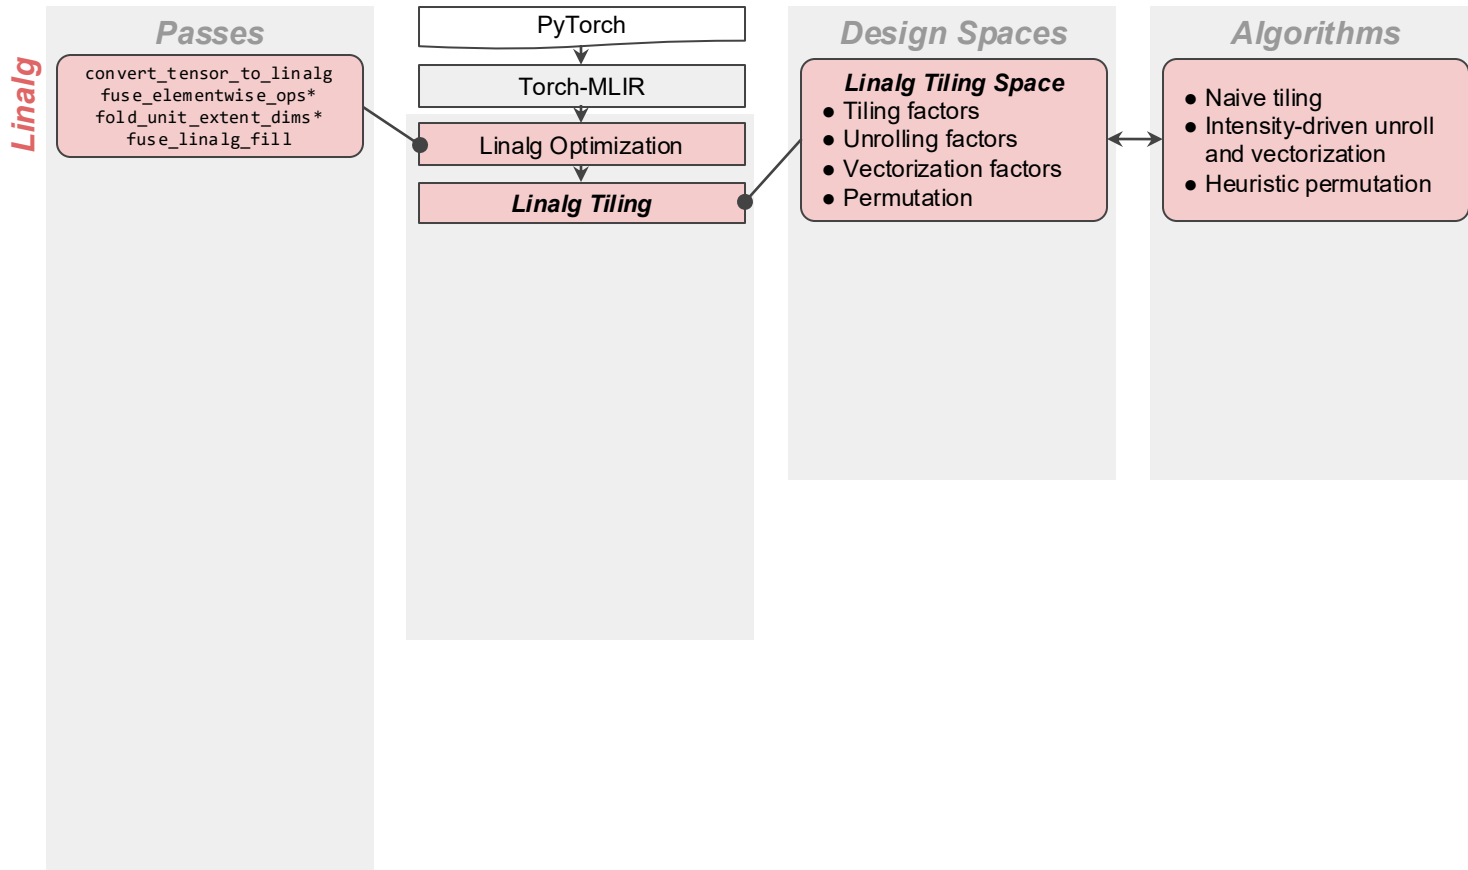 Linalg
Passes
convert_tensor_to_linalg
fuse_elementwise_ops*
fold_unit_extent_dims*
fuse_linalg_fill
PyTorch
Torch-MLIR
Linalg Optimization
Linalg Tiling
Design Spaces
Linalg Tiling Space
● Tiling factors
● Unrolling factors
● Vectorization factors
● Permutation
Algorithms
● Naive tiling
● Intensity-driven unroll
and vectorization
● Heuristic permutation